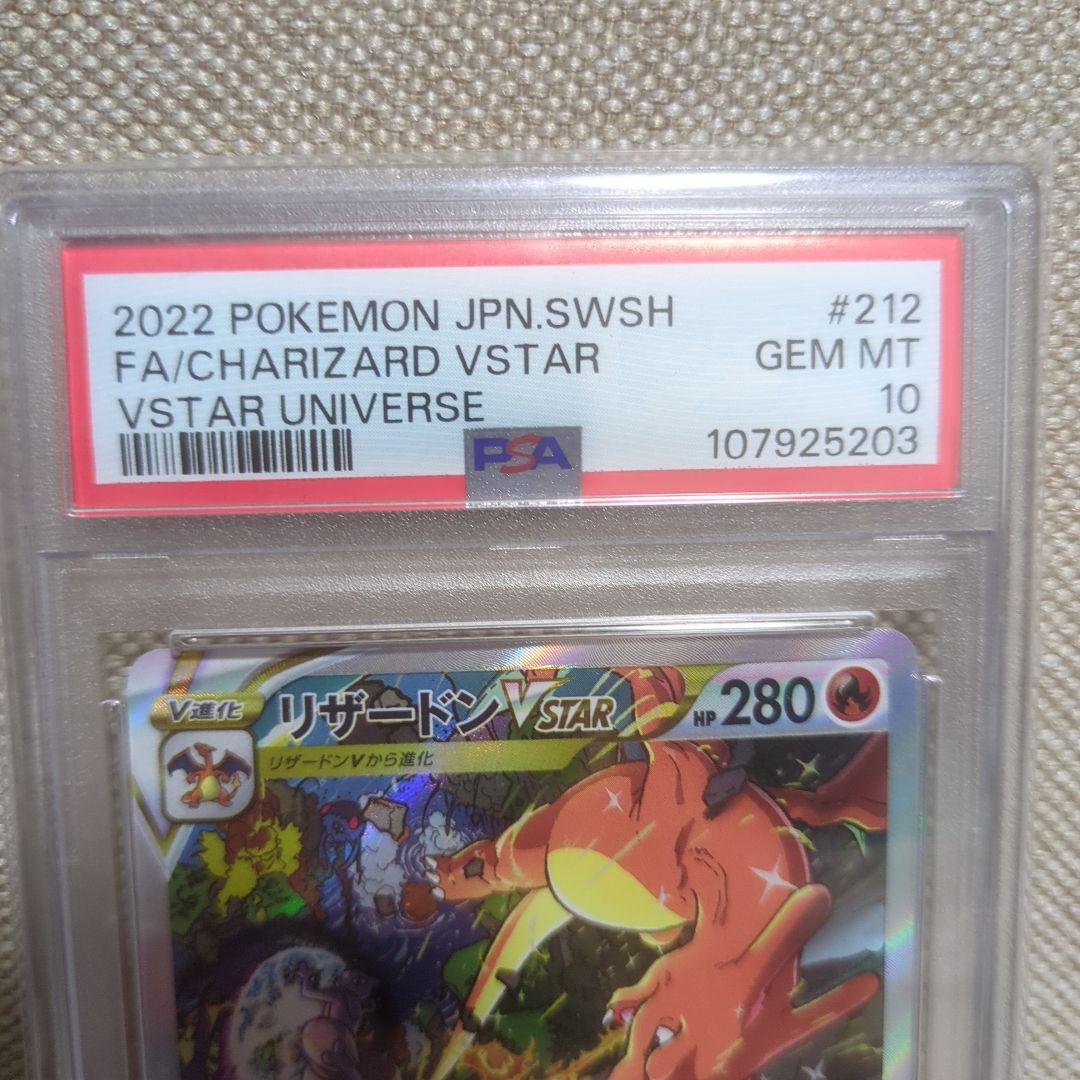 2022 POKEMON JPN.SWSH #212
FA/CHARIZARD VSTAR GEM MT
VSTAR UNIVERSE 10
PSA 107925203
V進化 リザードンVSTAR HP 280
リザードンVから進化